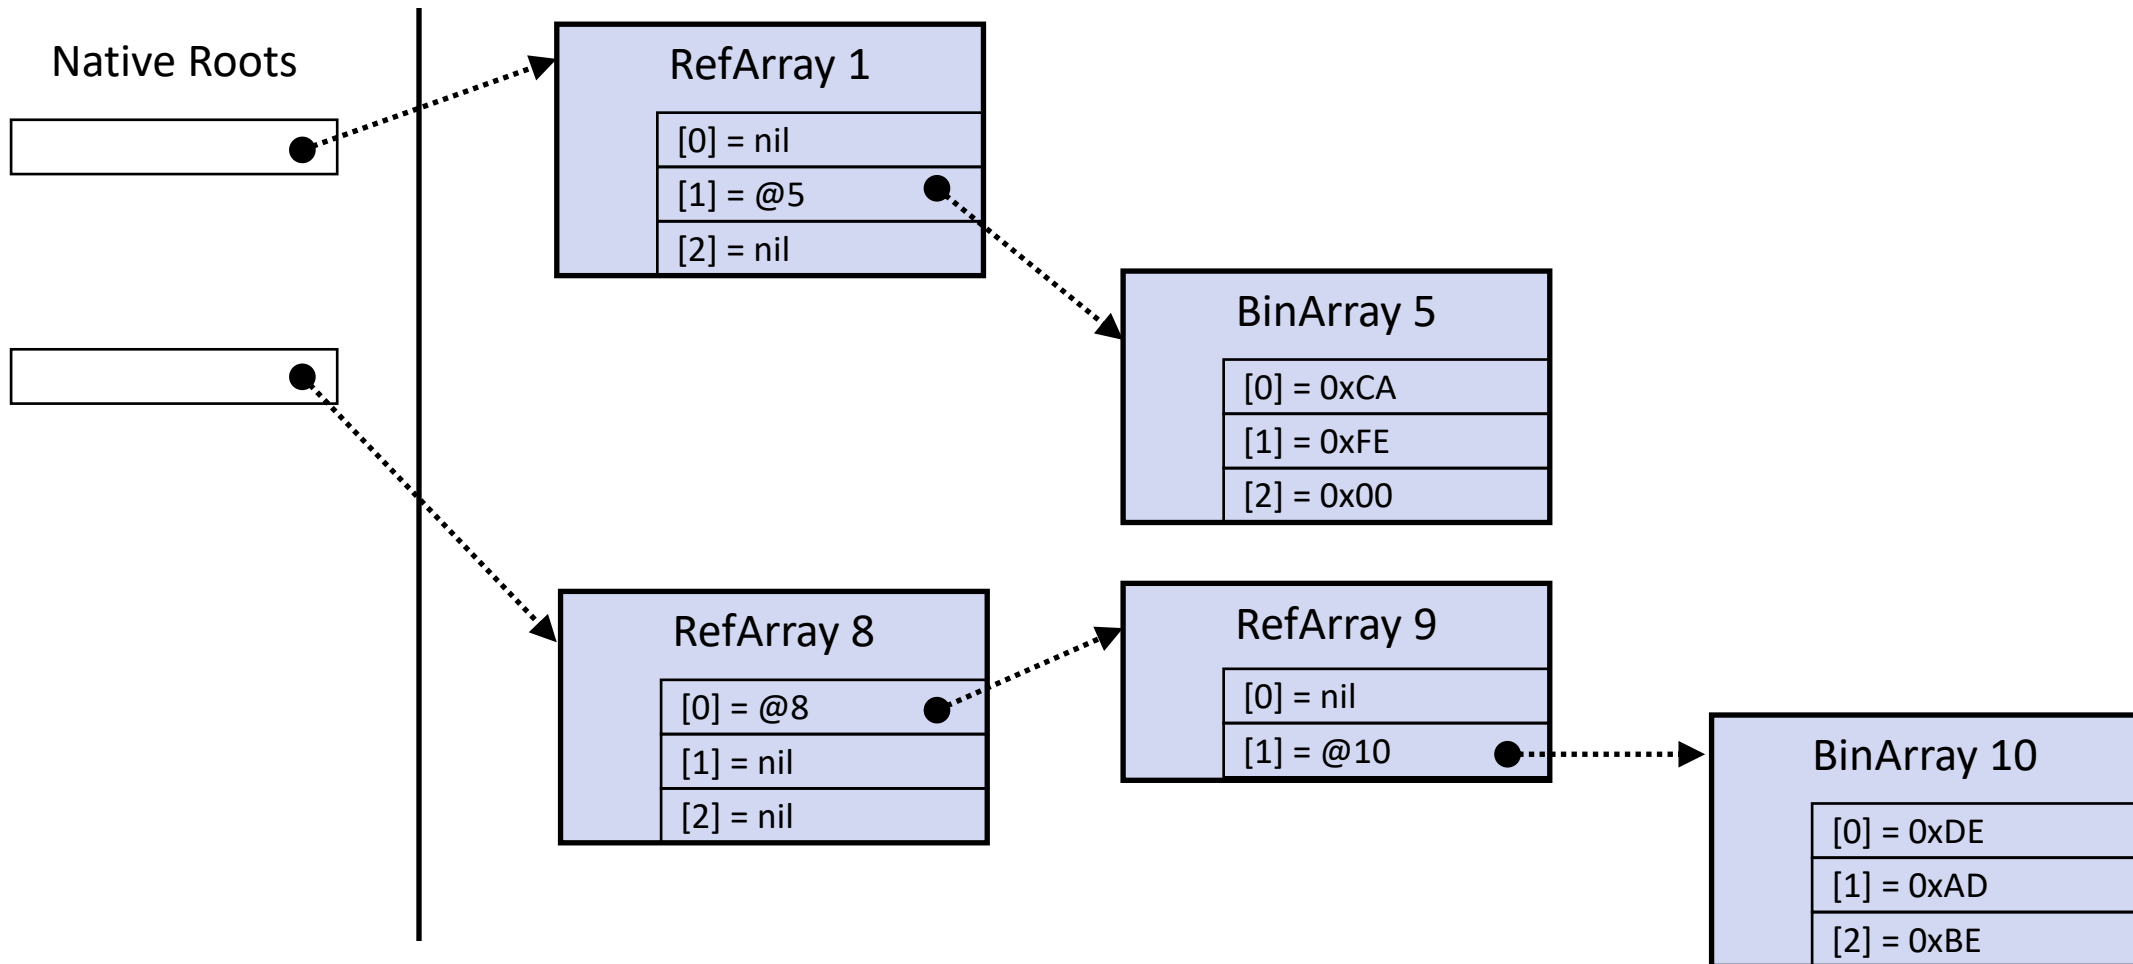 Native Roots
RefArray 1
[0] = nil
[1] = @5
[2] = nil
BinArray 5
[0] = 0xCA
[1] = 0xFE
[2] = 0x00
RefArray 8
[0] = @8
[1] = nil
[2] = nil
RefArray 9
[0] = nil
[1] = @10
BinArray 10
[0] = 0xDE
[1] = 0xAD
[2] = 0xBE